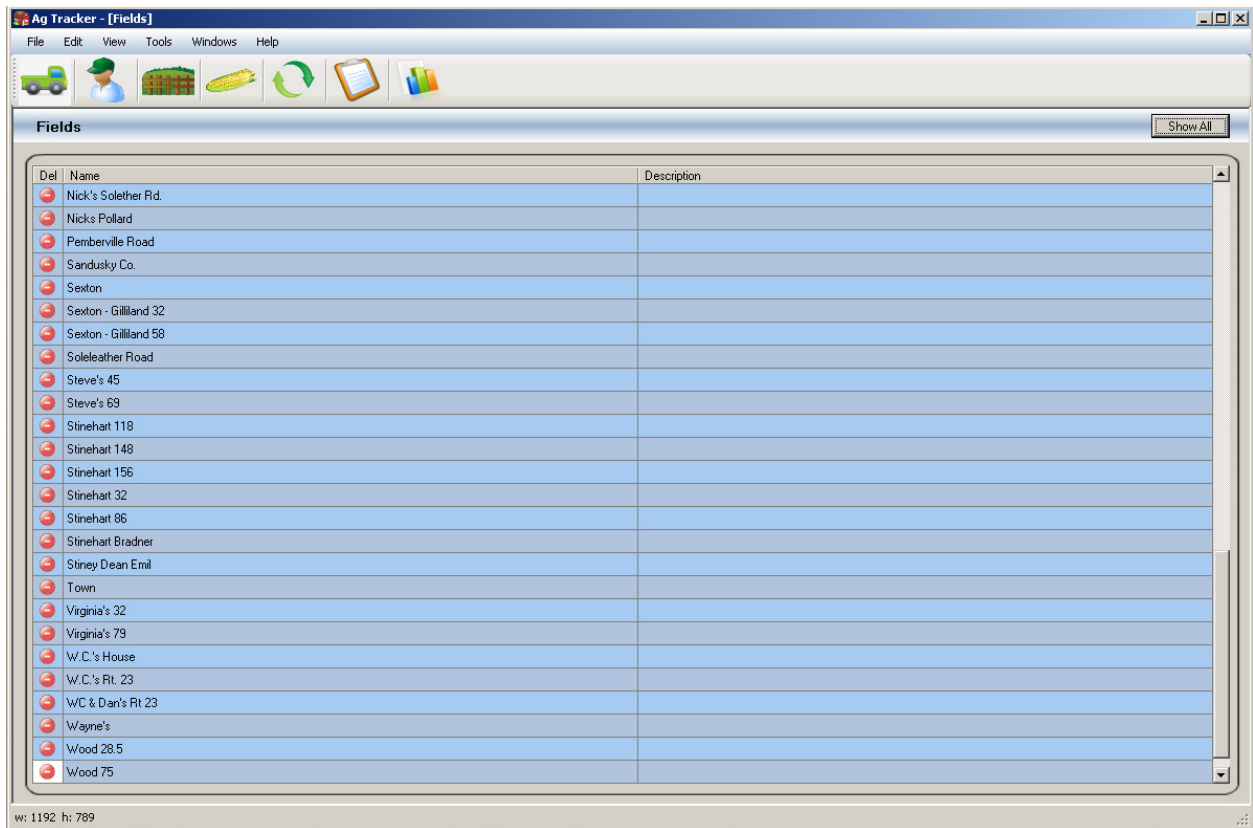 Ag Tracker - [Fields]
File Edit View Tools Windows Help
Fields Show All
Del Name Description
Nick's Solether Rd.
Nicks Pollard
Pemberville Road
Sandusky Co.
Sexton
Sexton - Gilliland 32
Sexton - Gilliland 58
Soleleather Road
Steve's 45
Steve's 69
Stinehart 118
Stinehart 148
Stinehart 156
Stinehart 32
Stinehart 86
Stinehart Bradner
Stiney Dean Emil
Town
Virginia's 32
Virginia's 79
W.C.'s House
W.C.'s Rt. 23
WC & Dan's Rt 23
Wayne's
Wood 28.5
Wood 75
w: 1192 h: 789